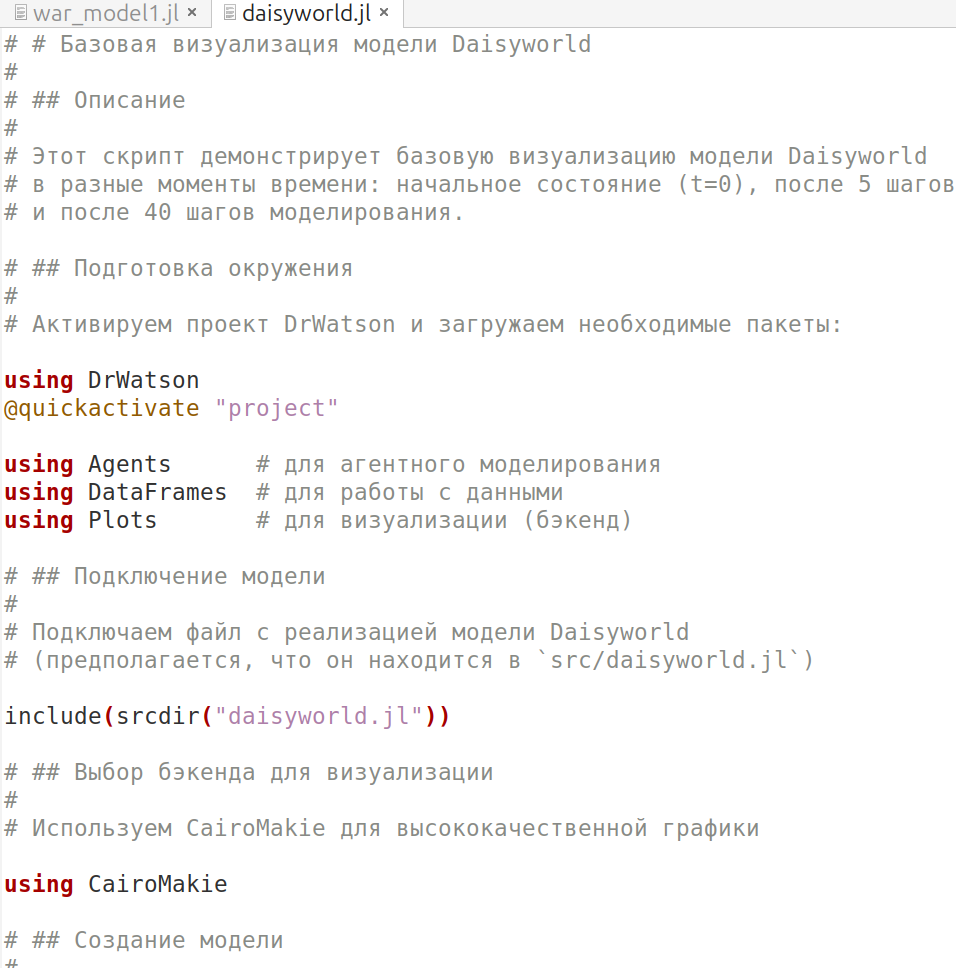 war_model1.jl × daisyworld.jl ×
# # Базовая визуализация модели Daisyworld
#
# ## Описание
#
# Этот скрипт демонстрирует базовую визуализацию модели Daisyworld
# в разные моменты времени: начальное состояние (t=0), после 5 шагов
# и после 40 шагов моделирования.
# ## Подготовка окружения
#
# Активируем проект DrWatson и загружаем необходимые пакеты:
using DrWatson
@quickactivate "project"
using Agents      # для агентного моделирования
using DataFrames  # для работы с данными
using Plots       # для визуализации (бэкенд)
# ## Подключение модели
#
# Подключаем файл с реализацией модели Daisyworld
# (предполагается, что он находится в `src/daisyworld.jl`)
include(srcdir("daisyworld.jl"))
# ## Выбор бэкенда для визуализации
#
# Используем CairoMakie для высококачественной графики
using CairoMakie
# ## Создание модели
#